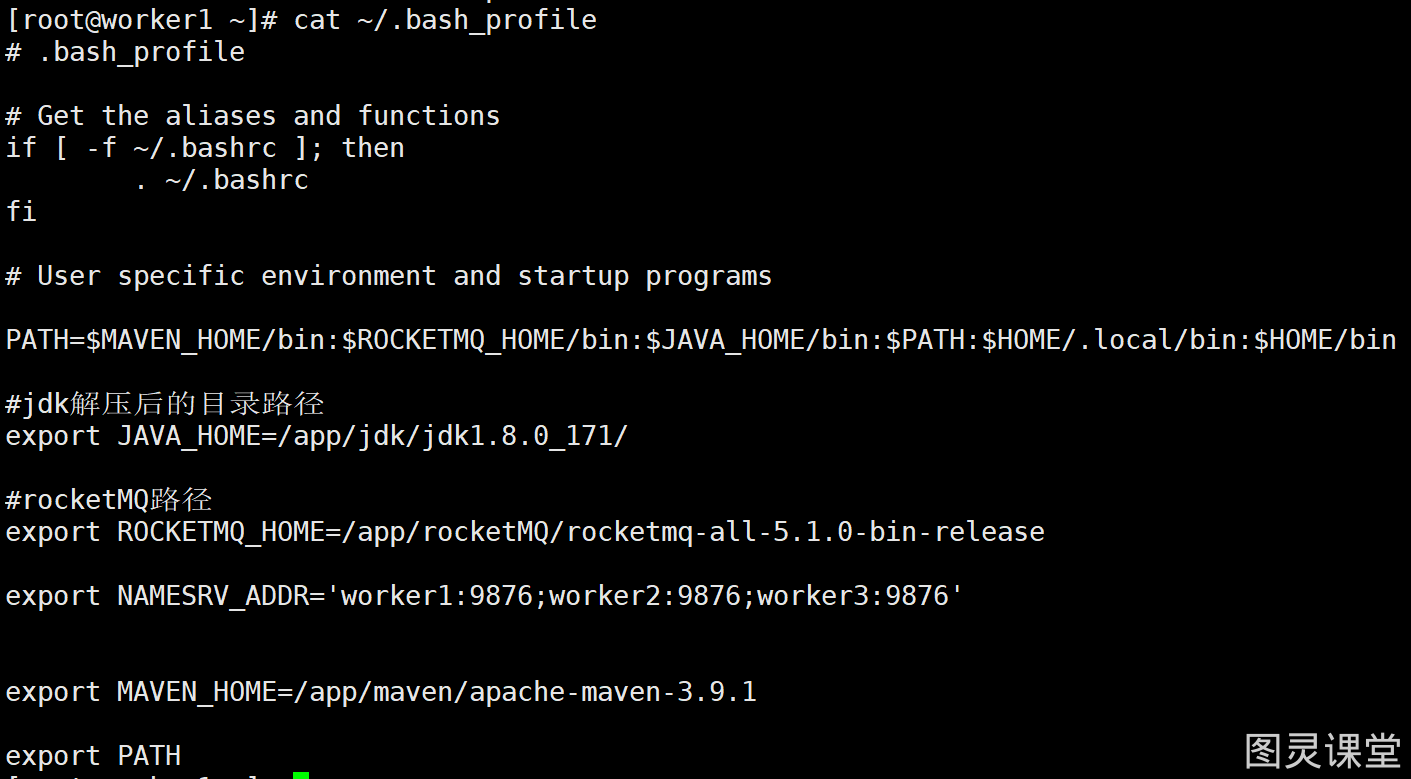 [root@worker1 ~]# cat ~/.bash_profile
# .bash_profile
# Get the aliases and functions
if [ -f ~/.bashrc ]; then
        . ~/.bashrc
fi
# User specific environment and startup programs
PATH=$MAVEN_HOME/bin:$ROCKETMQ_HOME/bin:$JAVA_HOME/bin:$PATH:$HOME/.local/bin:$HOME/bin
#jdk解压后的目录路径
export JAVA_HOME=/app/jdk/jdk1.8.0_171/
#rocketMQ路径
export ROCKETMQ_HOME=/app/rocketMQ/rocketmq-all-5.1.0-bin-release
export NAMESRV_ADDR='worker1:9876;worker2:9876;worker3:9876'
export MAVEN_HOME=/app/maven/apache-maven-3.9.1
export PATH
图灵课堂